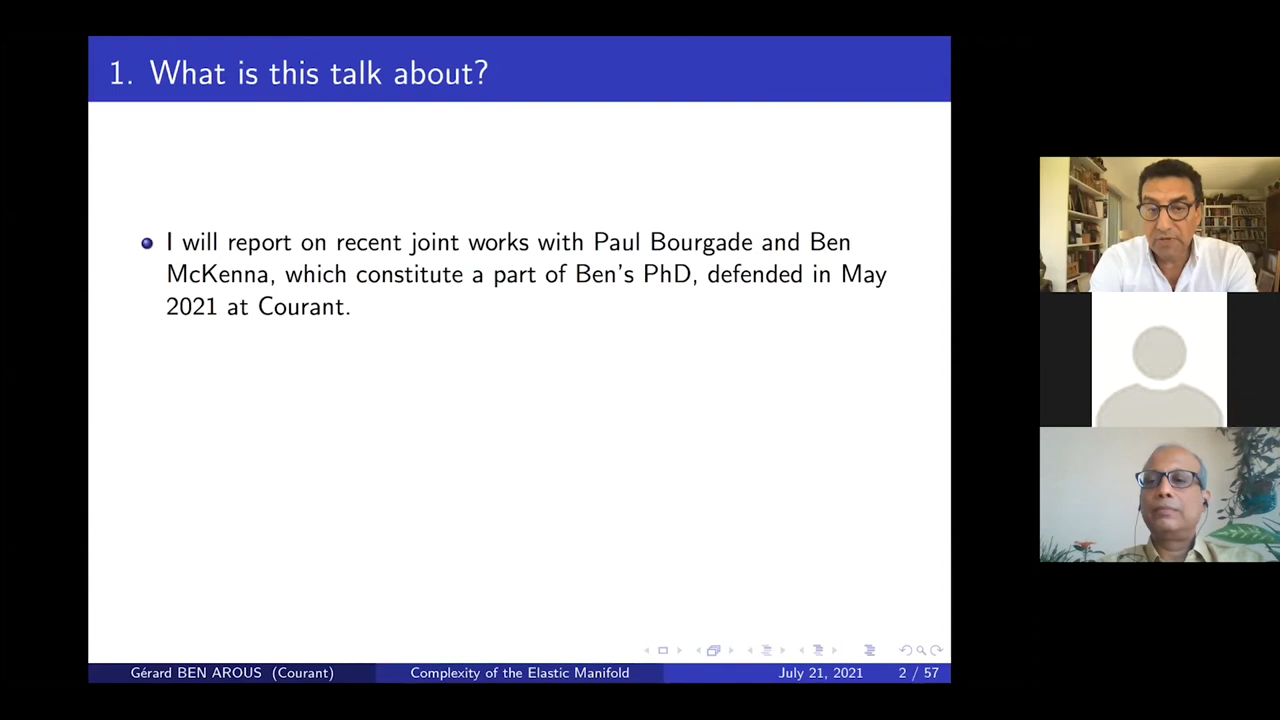 1. What is this talk about?
I will report on recent joint works with Paul Bourgade and Ben
McKenna, which constitute a part of Ben's PhD, defended in May
2021 at Courant.
Gérard BEN AROUS (Courant)
Complexity of the Elastic Manifold
July 21, 2021
2 / 57